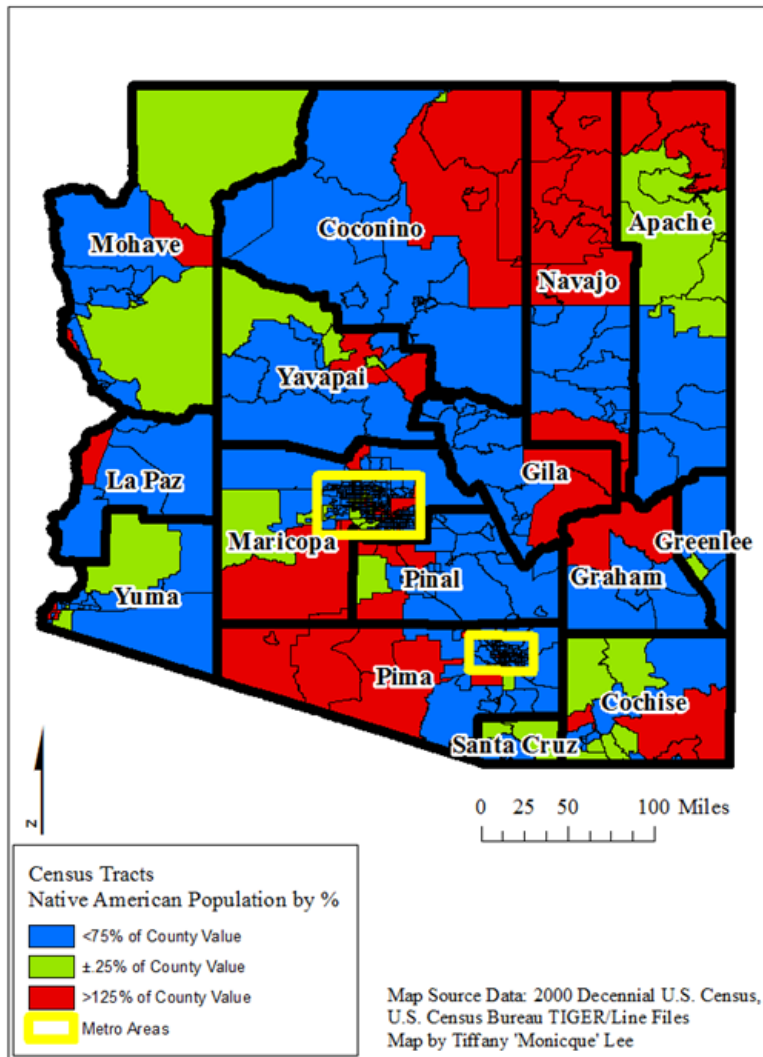 Mohave
Coconino
Apache
Navajo
Yavapai
La Paz
Gila
Maricopa
Greenlee
Yuma
Pinal
Graham
Pima
Cochise
Santa Cruz
0 25 50 100 Miles
N
Census Tracts
Native American Population by %
<75% of County Value
±.25% of County Value
>125% of County Value
Metro Areas
Map Source Data: 2000 Decennial U.S. Census,
U.S. Census Bureau TIGER/Line Files
Map by Tiffany 'Monicque' Lee